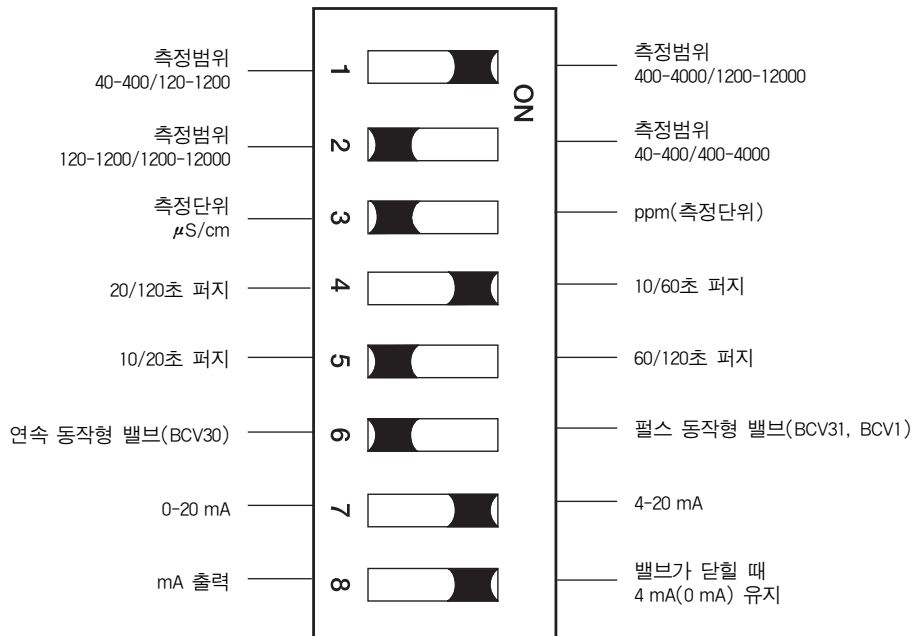 측정범위
40-400/120-1200
1
측정범위
400-4000/1200-12000
ON
측정범위
120-1200/1200-12000
2
측정범위
40-400/400-4000
측정단위
μS/cm
3
ppm(측정단위)
20/120초 퍼지
4
10/60초 퍼지
10/20초 퍼지
5
60/120초 퍼지
연속 동작형 밸브(BCV30)
6
펄스 동작형 밸브(BCV31, BCV1)
0-20 mA
7
4-20 mA
mA 출력
8
밸브가 닫힐 때
4 mA(0 mA) 유지